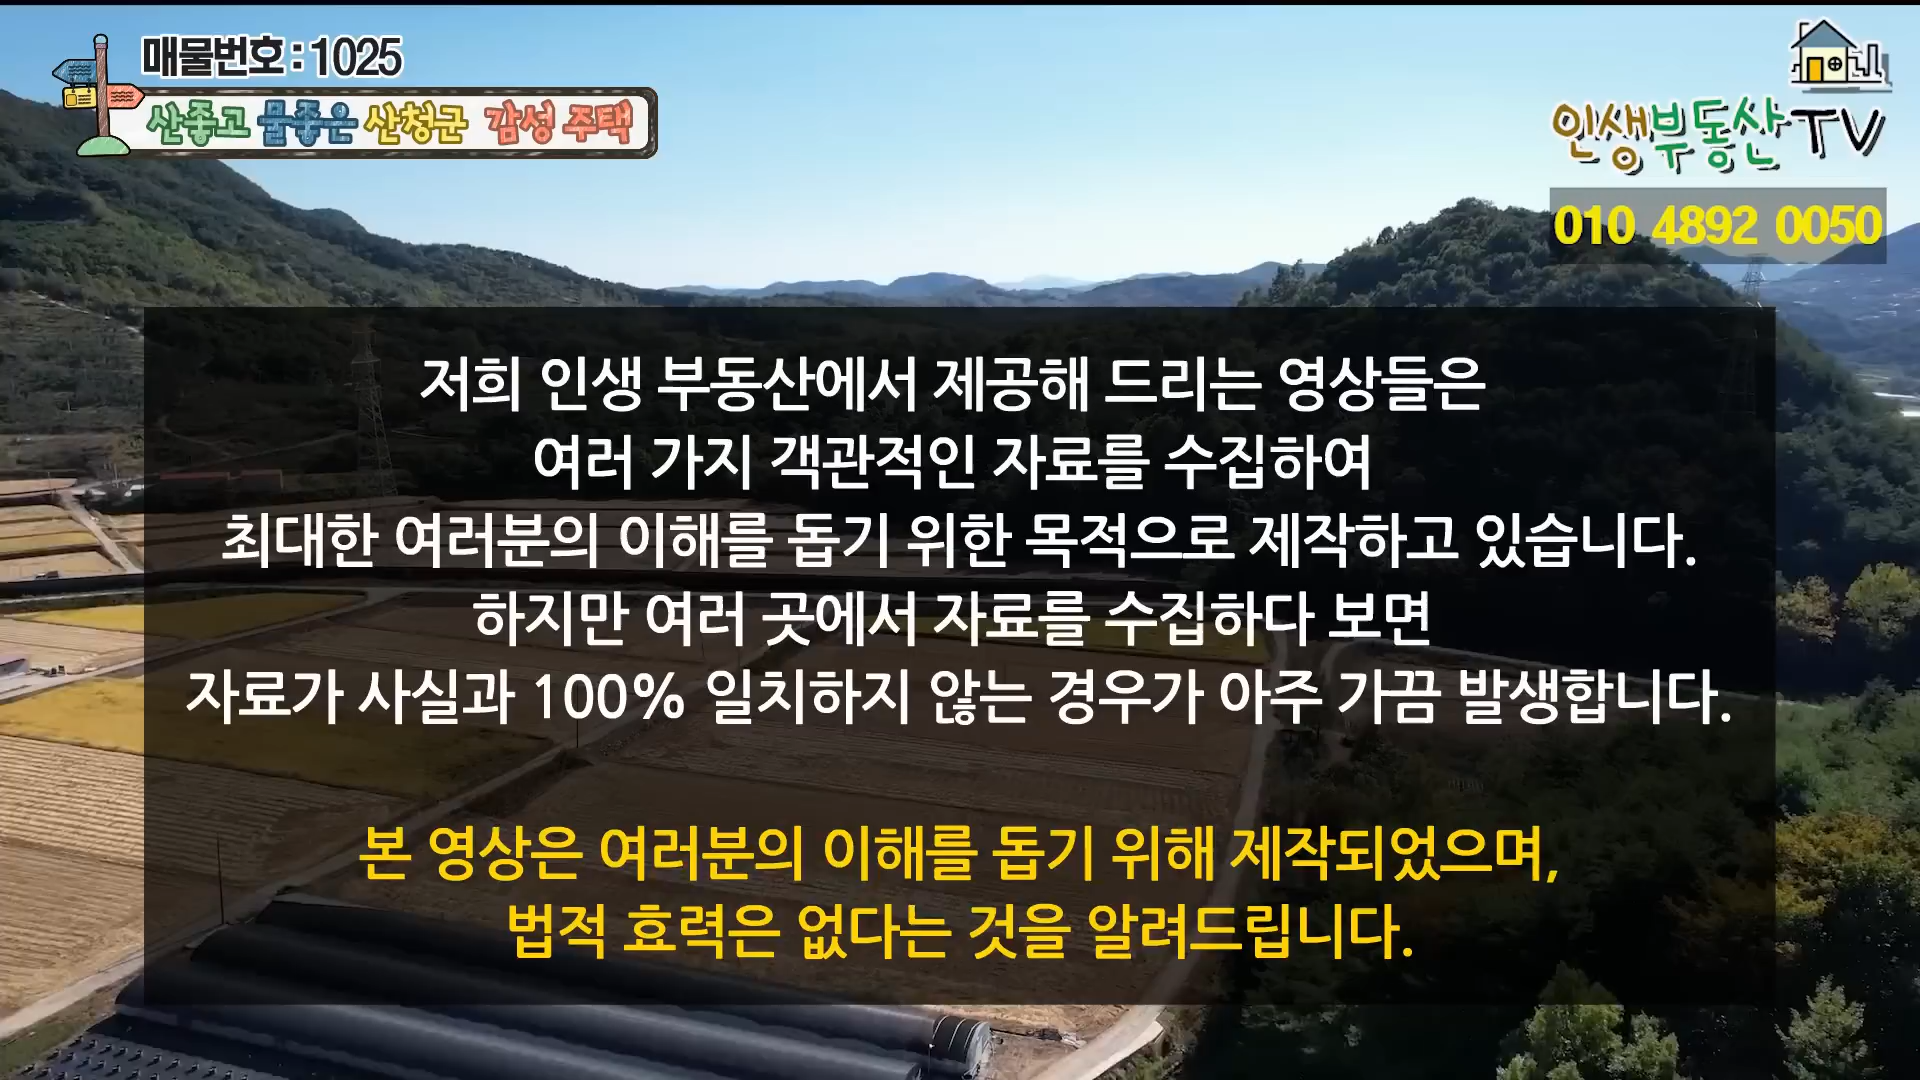 매물번호 : 1025
산좋고 물좋은 산청군 감성 주택
인생부동산TV
010 4892 0050
저희 인생 부동산에서 제공해 드리는 영상들은
여러 가지 객관적인 자료를 수집하여
최대한 여러분의 이해를 돕기 위한 목적으로 제작하고 있습니다.
하지만 여러 곳에서 자료를 수집하다 보면
자료가 사실과 100% 일치하지 않는 경우가 아주 가끔 발생합니다.
본 영상은 여러분의 이해를 돕기 위해 제작되었으며,
법적 효력은 없다는 것을 알려드립니다.